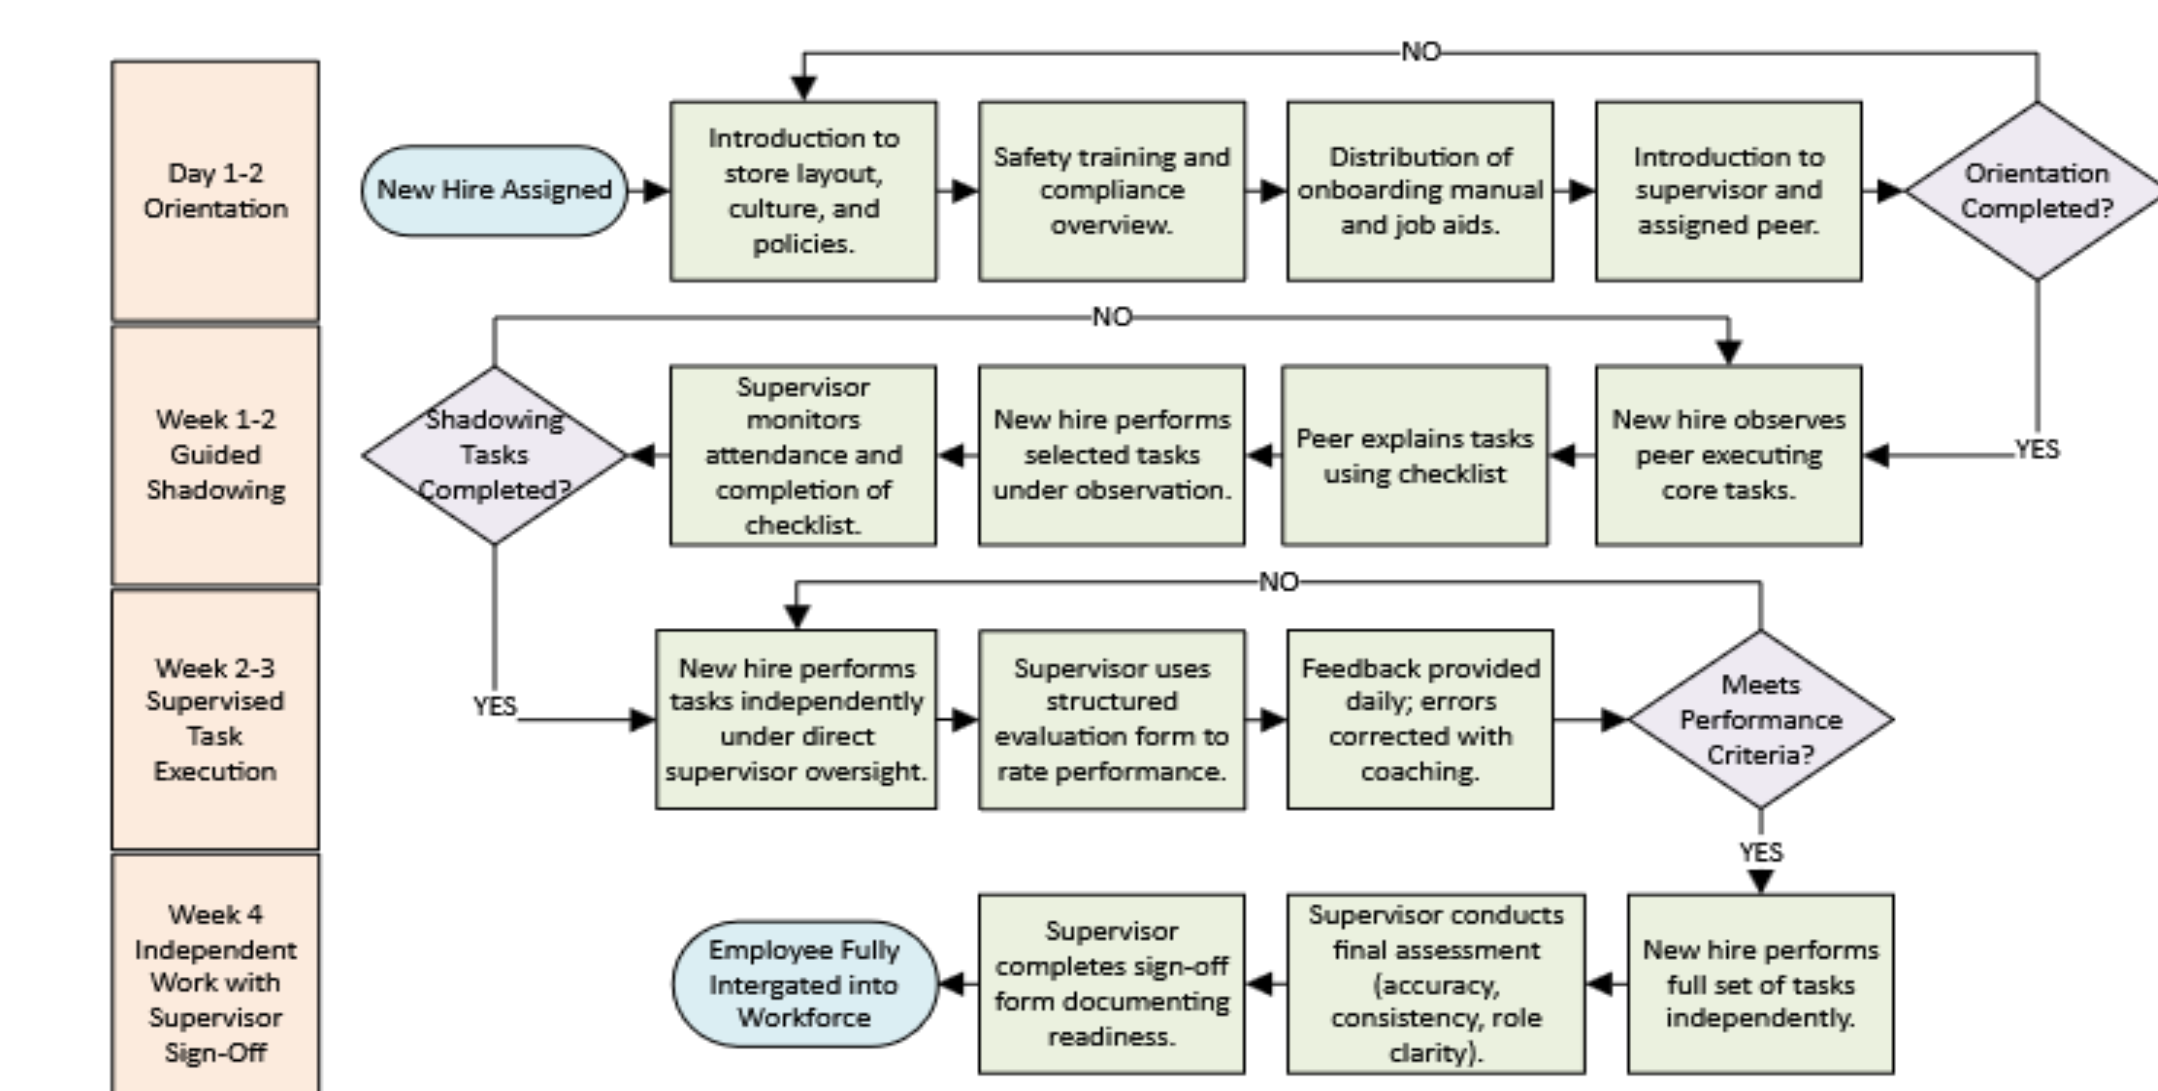 NO
Day 1-2
Orientation
New Hire Assigned
Introduction to
store layout,
culture, and
policies.
Safety training and
compliance
overview.
Distribution of
onboarding manual
and job aids.
Introduction to
supervisor and
assigned peer.
Orientation
Completed?
NO
Week 1-2
Guided
Shadowing
Shadowing
Tasks
Completed?
Supervisor
monitors
attendance and
completion of
checklist.
New hire performs
selected tasks
under observation.
Peer explains tasks
using checklist
New hire observes
peer executing
core tasks.
YES
NO
Week 2-3
Supervised
Task
Execution
YES
New hire performs
tasks independently
under direct
supervisor oversight.
Supervisor uses
structured
evaluation form to
rate performance.
Feedback provided
daily; errors
corrected with
coaching.
Meets
Performance
Criteria?
YES
Week 4
Independent
Work with
Supervisor
Sign-Off
Employee Fully
Intergated into
Workforce
Supervisor
completes sign-off
form documenting
readiness.
Supervisor conducts
final assessment
(accuracy,
consistency, role
clarity).
New hire performs
full set of tasks
independently.